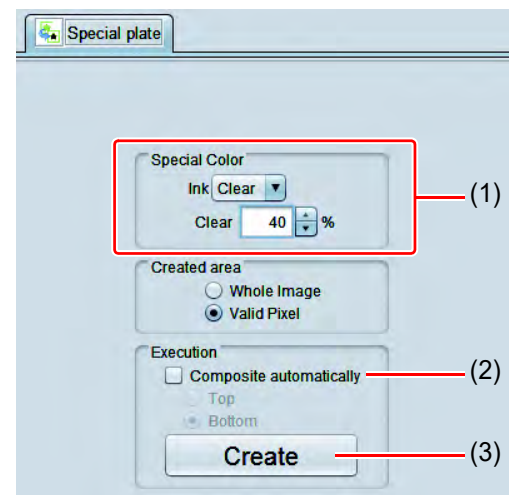 Special plate
Special Color
Ink Clear
(1)
Clear 40 %
Created area
Whole Image
Valid Pixel
Execution
Composite automatically
(2)
Top
Bottom
Create
(3)